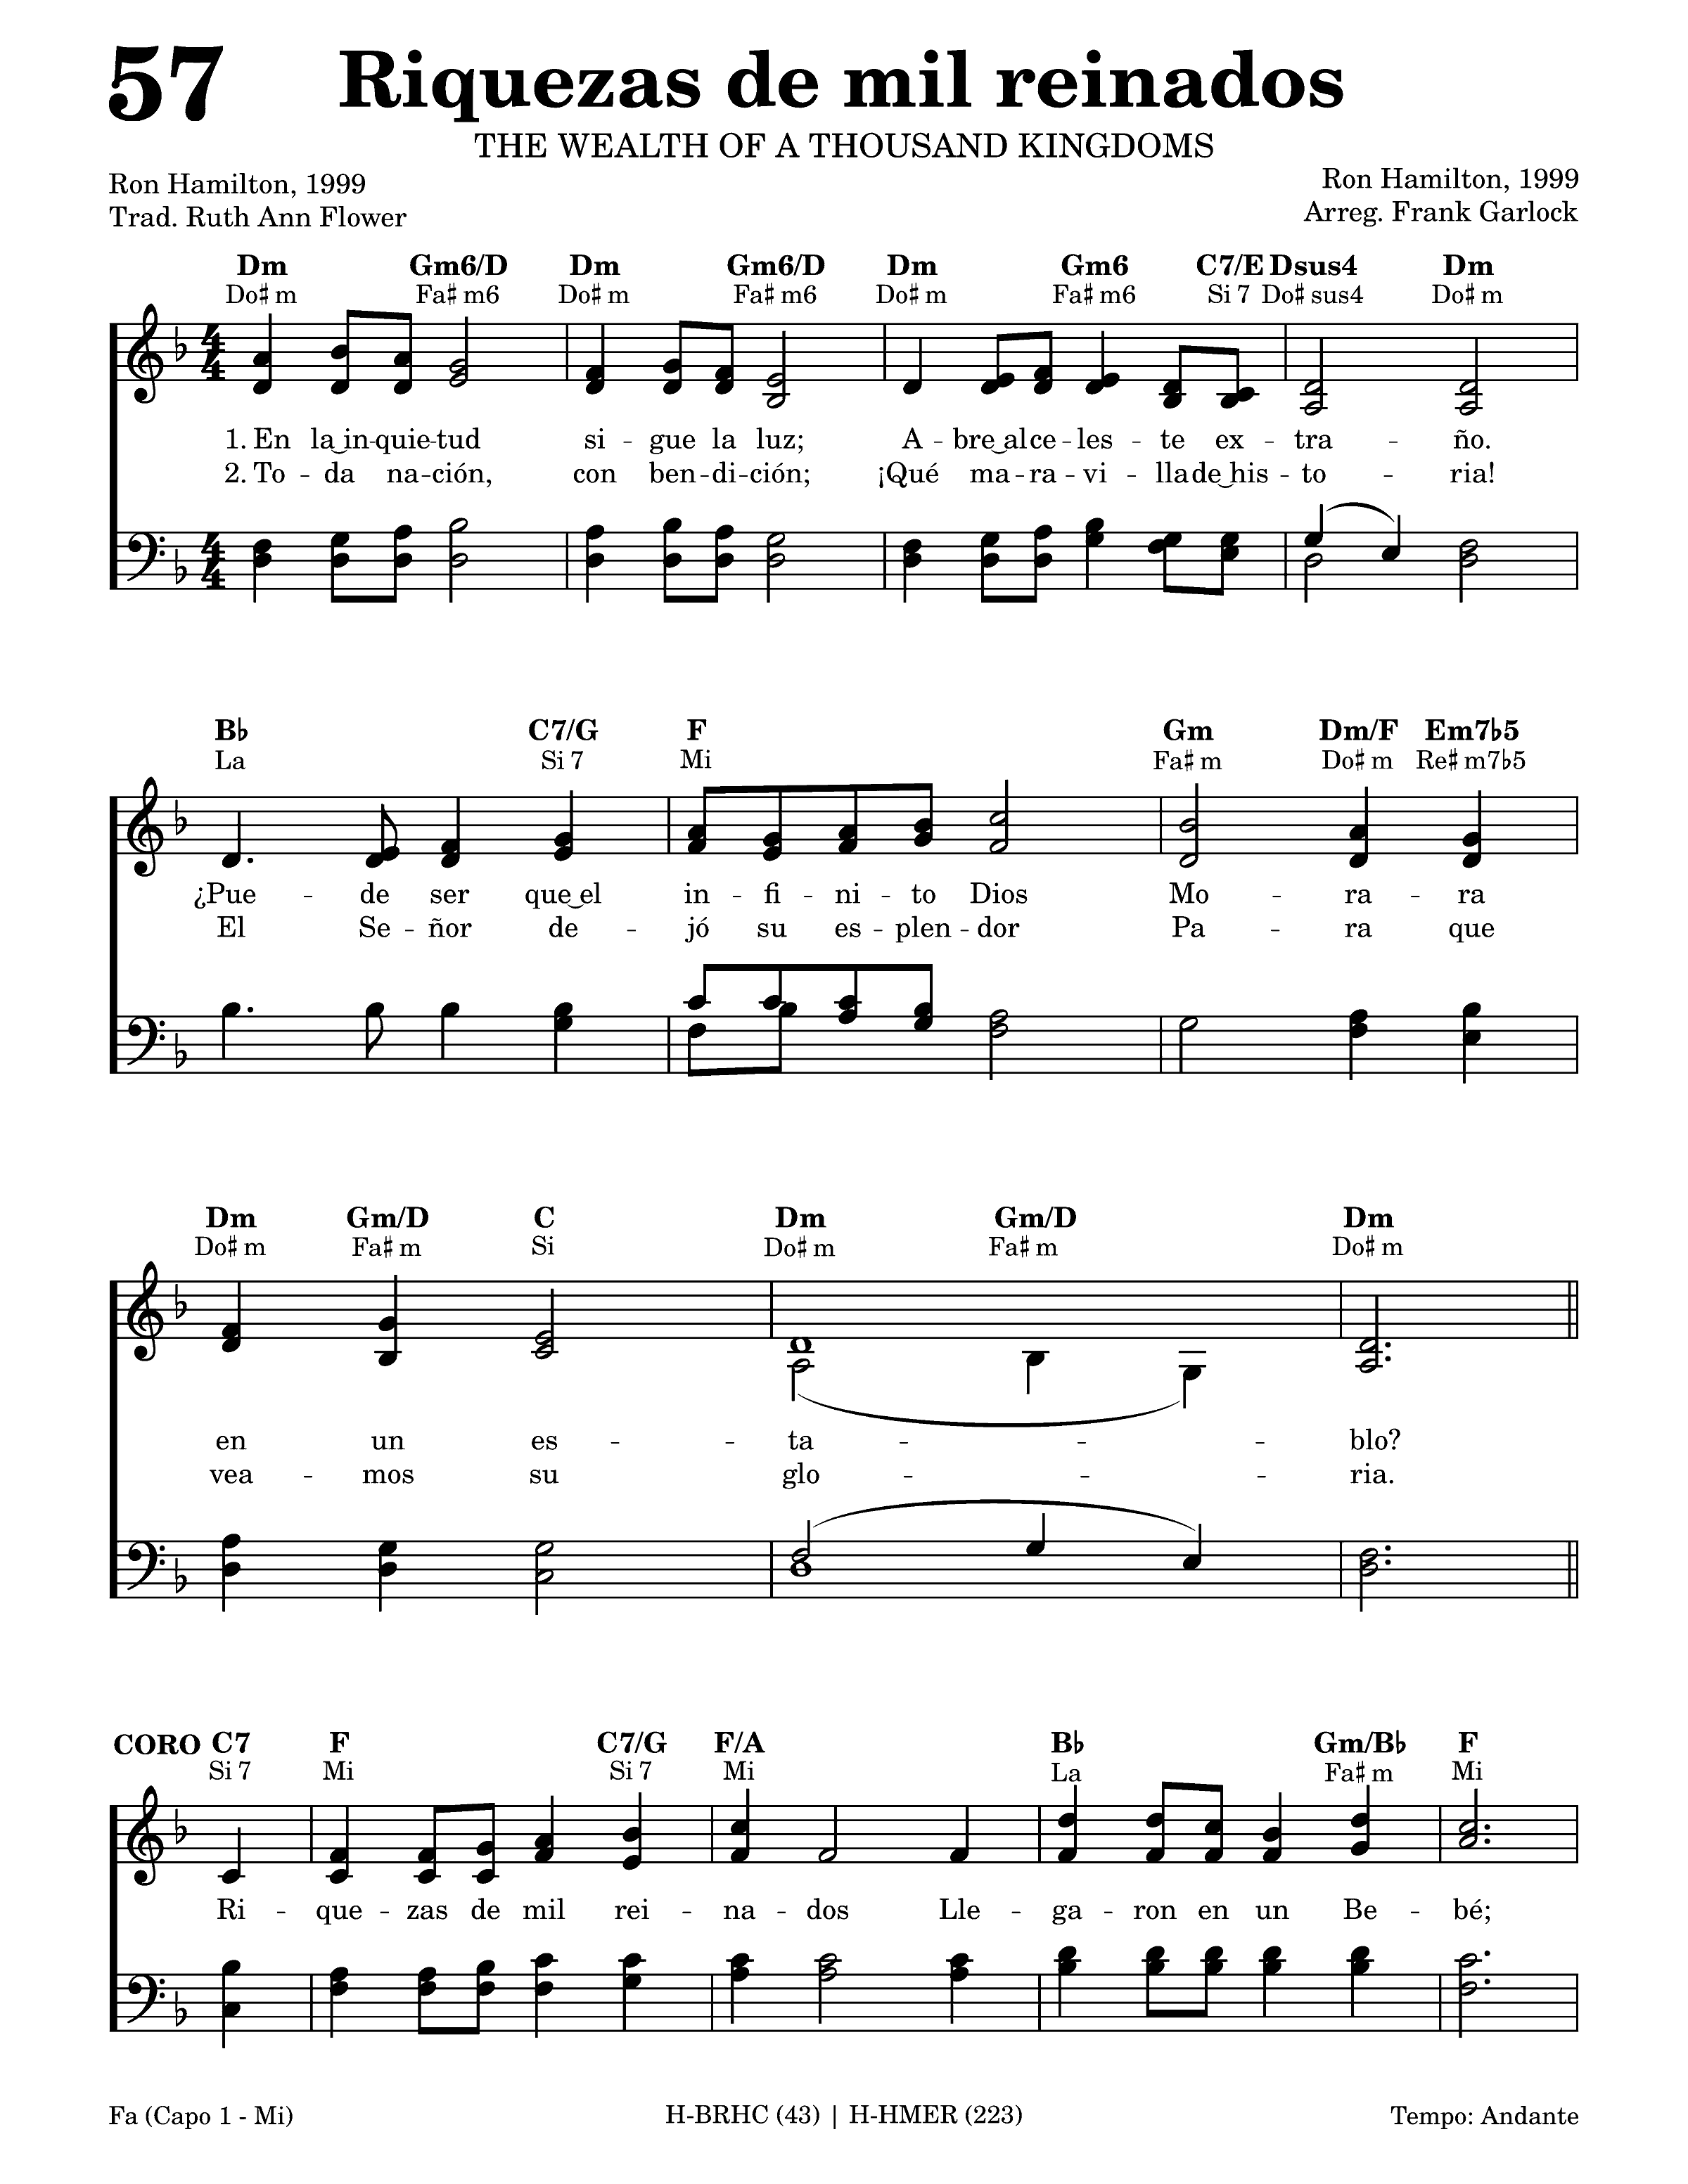 57 Riquezas de mil reinados
THE WEALTH OF A THOUSAND KINGDOMS
Ron Hamilton, 1999 Ron Hamilton, 1999
Trad. Ruth Ann Flower Arreg. Frank Garlock
Dm Gm6/D Dm Gm6/D Dm Gm6 C7/E Dsus4 Dm
Do♯m Fa♯m6 Do♯m Fa♯m6 Do♯m Fa♯m6 Si 7 Do♯sus4 Do♯m
4 4
1. En la‿in - quie - tud si - gue la luz; A - bre‿al - ce - les - te ex - tra - ño.
2. To - da na - ción, con ben - di - ción; ¡Qué ma - ra - vi - lla de‿his - to - ria!
4 4
B♭ C7/G F Gm Dm/F Em7♭5
La Si 7 Mi Fa♯m Do♯m Re♯m7♭5
¿Pue - de ser que‿el in - fi - ni - to Dios Mo - ra - ra
El Se - ñor de - jó su es - plen - dor Pa - ra que
Dm Gm/D C Dm Gm/D Dm
Do♯m Fa♯m Si Do♯m Fa♯m Do♯m
en un es - ta - blo?
vea - mos su glo - ria.
CORO C7 F C7/G F/A B♭ Gm/B♭ F
Si 7 Mi Si 7 Mi La Fa♯m Mi
Ri - que - zas de mil rei - na - dos Lle - ga - ron en un Be - bé;
Fa (Capo 1 - Mi) H-BRHC (43) | H-HMER (223) Tempo: Andante